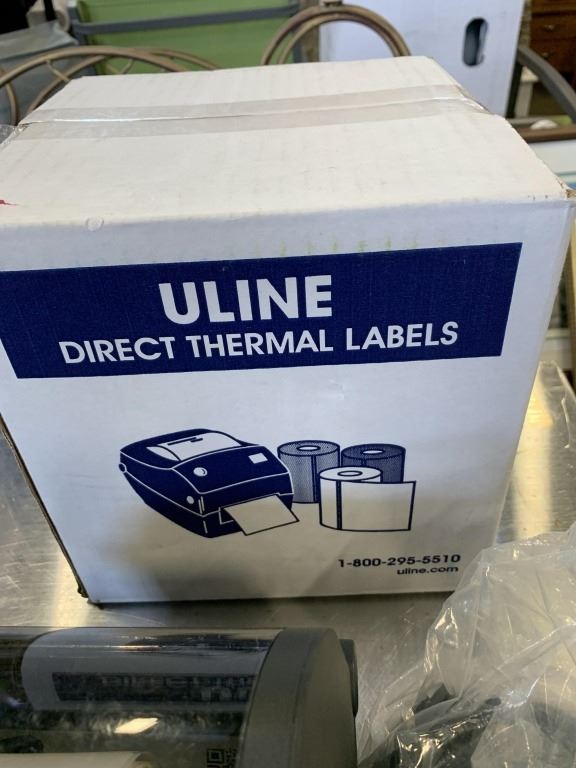 ULINE
DIRECT THERMAL LABELS
1-800-295-5510
uline.com